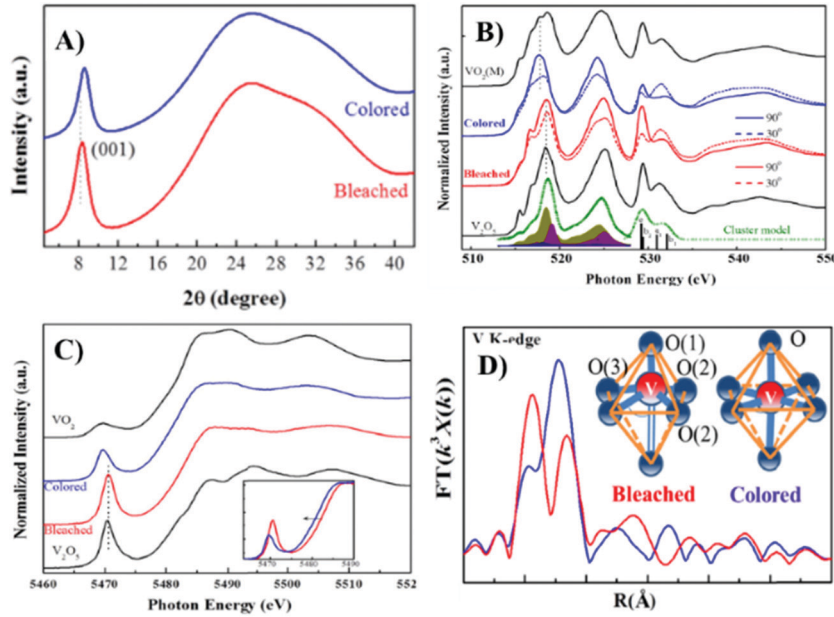 A)
Intensity (a.u.)
Colored
(001)
Bleached
8 12 16 20 24 28 32 36 40
2θ (degree)
B)
Normalized Intensity (a.u.)
VO₂(M)
Colored
90°
30°
Bleached
90°
30°
V₂O₅
Cluster model
510 520 530 540 550
Photon Energy (eV)
C)
Normalized Intensity (a.u.)
VO₂
Colored
Bleached
V₂O₅
5470 5480 5490
5460 5470 5480 5490 5500 5510 552
Photon Energy (eV)
V K-edge
D)
FT(k³X(k))
O(1)
O(3)
O(2)
V
O(2)
O
V
Bleached
Colored
R(Å)